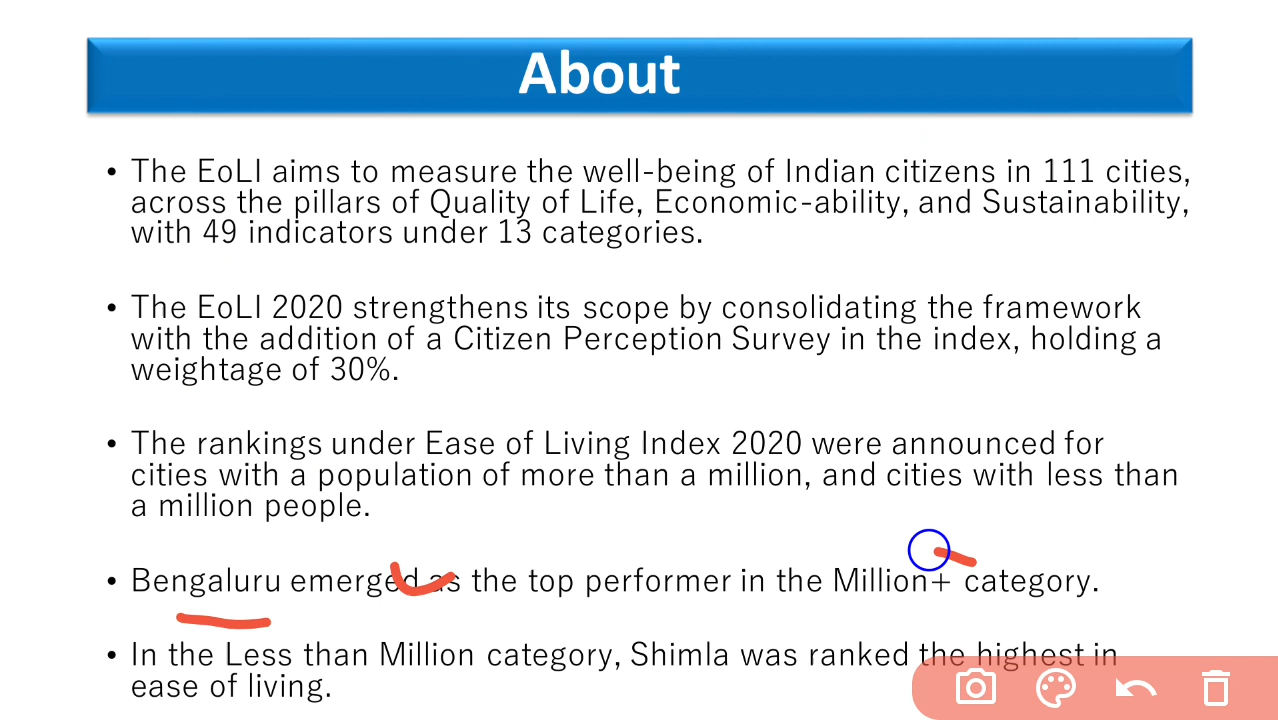 About
• The EoLI aims to measure the well-being of Indian citizens in 111 cities,
across the pillars of Quality of Life, Economic-ability, and Sustainability,
with 49 indicators under 13 categories.
• The EoLI 2020 strengthens its scope by consolidating the framework
with the addition of a Citizen Perception Survey in the index, holding a
weightage of 30%.
• The rankings under Ease of Living Index 2020 were announced for
cities with a population of more than a million, and cities with less than
a million people.
• Bengaluru emerged as the top performer in the Million+ category.
• In the Less than Million category, Shimla was ranked the highest in
ease of living.